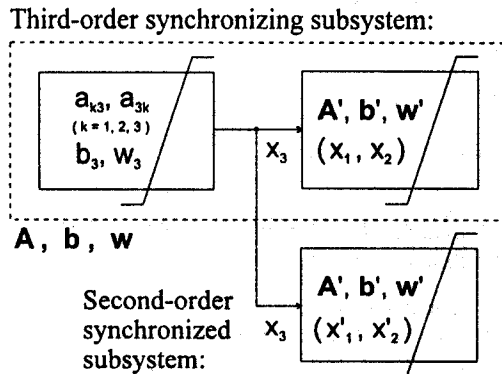 Third-order synchronizing subsystem:
a_k3, a_3k
(k = 1, 2, 3)
b_3, w_3
x_3
A', b', w'
(x_1, x_2)
A, b, w
Second-order
synchronized
subsystem:
x_3
A', b', w'
(x'_1, x'_2)